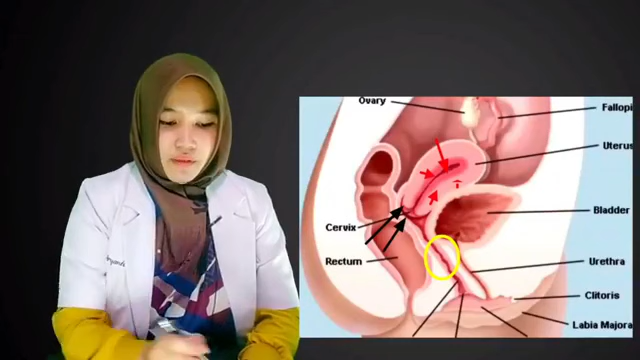 Ovary
Fallopi
Uterus
Bladder
Cervix
Rectum
Urethra
Clitoris
Labia Majora